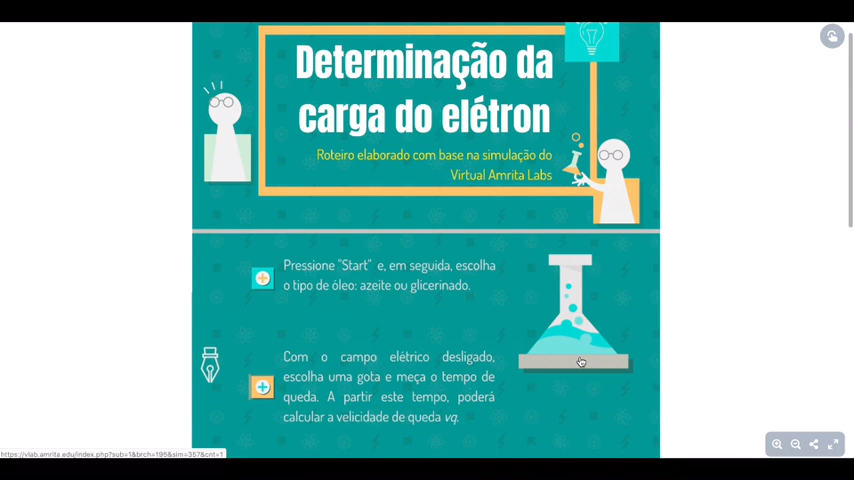 Determinação da
carga do elétron
Roteiro elaborado com base na simulação do
Virtual Amrita Labs
Pressione "Start" e, em seguida, escolha
o tipo de óleo: azeite ou glicerinado.
Com o campo elétrico desligado,
escolha uma gota e meça o tempo de
queda. A partir este tempo, poderá
calcular a velicidade de queda vq.
https://vlab.amrita.edu/index.php?sub=1&brch=195&sim=357&cnt=1